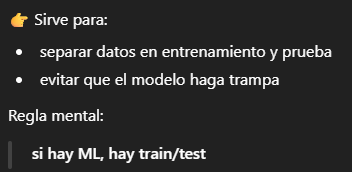 👉 Sirve para:
• separar datos en entrenamiento y prueba
• evitar que el modelo haga trampa
Regla mental:
si hay ML, hay train/test